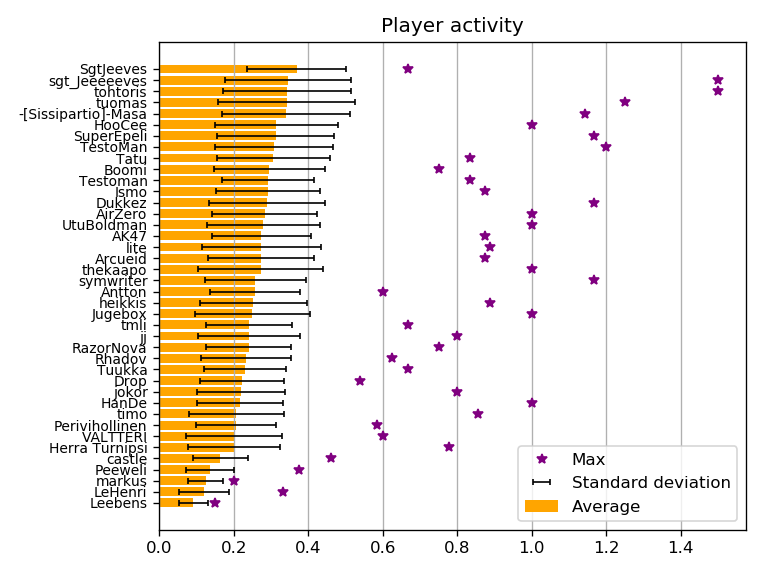 Player activity
SgtJeeves
sgt_Jeeeeeves
tohtoris
tuomas
-[Sissipartio]-Masa
HooCee
SuperEpeli
TestoMan
Tatu
Boomi
Testoman
Jsmo
Dukkez
AirZero
UtuBoldman
AK47
lite
Arcueid
thekaapo
symwriter
Antton
heikkis
Jugebox
tmli
jj
RazorNova
Rhadov
Tuukka
Drop
jokor
HanDe
timo
Perivihollinen
VALTTERI
Herra Turnipsi
castle
Peeweli
markus
LeHenri
Leebens
Max
Standard deviation
Average
0.0 0.2 0.4 0.6 0.8 1.0 1.2 1.4